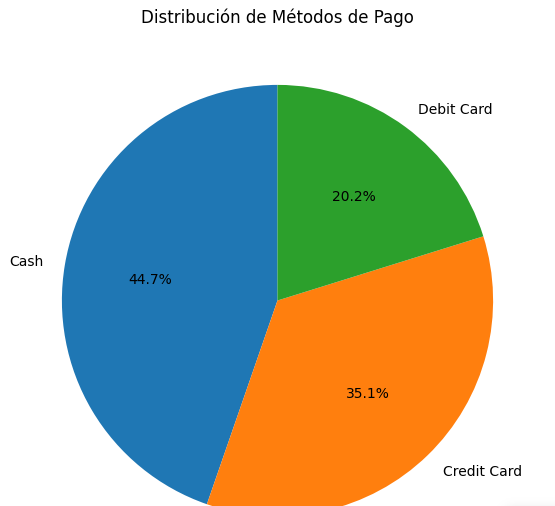 Distribución de Métodos de Pago
Debit Card
20.2%
Cash
44.7%
35.1%
Credit Card